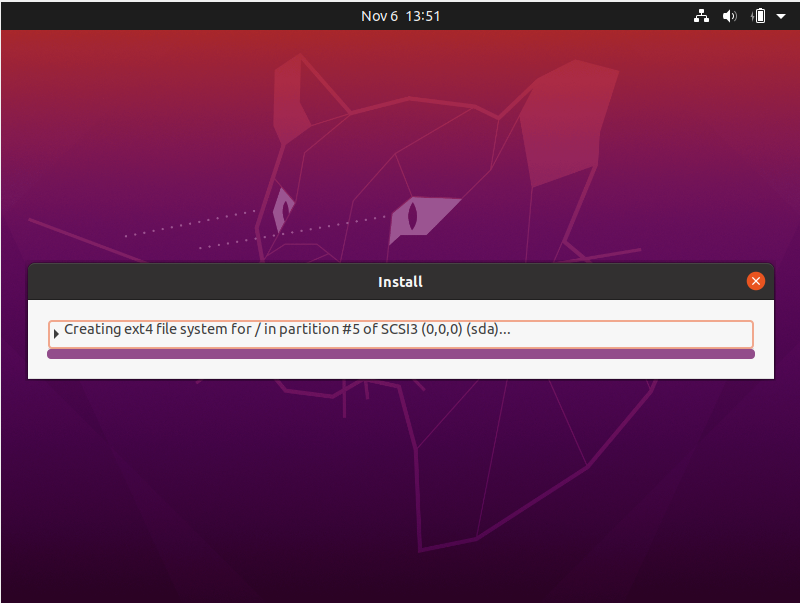 Nov 6 13:51
Install
Creating ext4 file system for / in partition #5 of SCSI3 (0,0,0) (sda)...